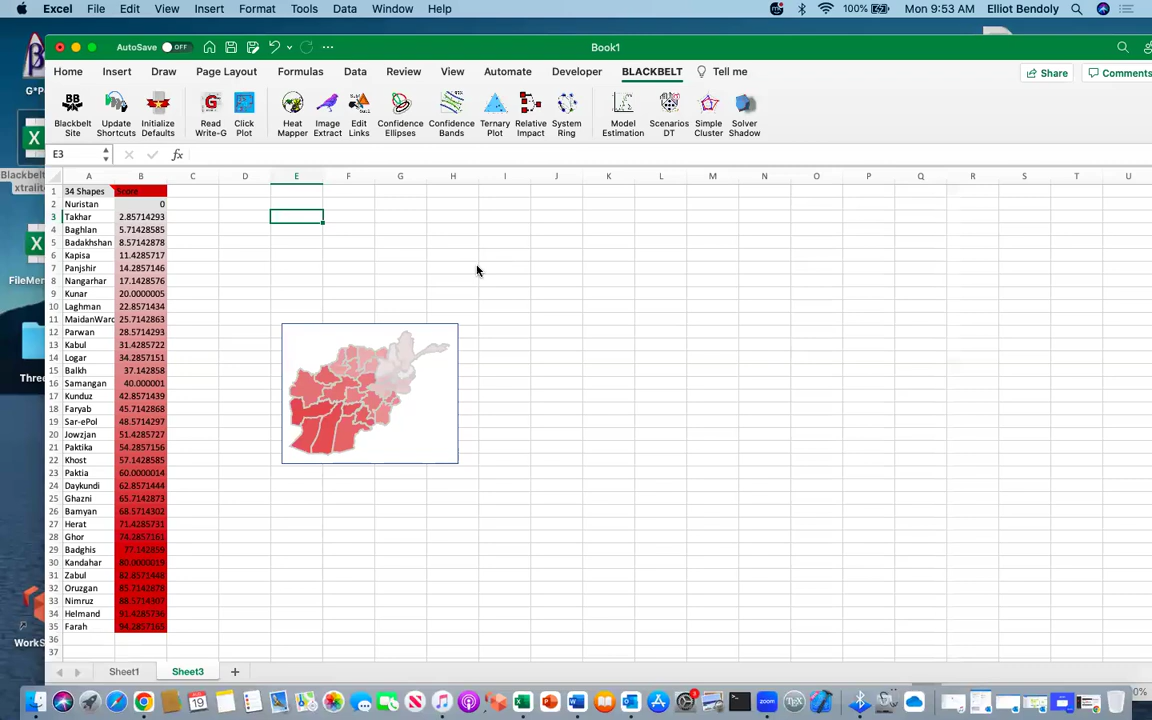 Excel File Edit View Insert Format Tools Data Window Help 100% Mon 9:53 AM Elliot Bendoly
AutoSave OFF Book1
Home Insert Draw Page Layout Formulas Data Review View Automate Developer BLACKBELT Tell me Share Comments
Blackbelt Site Update Shortcuts Initialize Defaults Read Write-G Click Plot Heat Mapper Image Extract Edit Links Confidence Ellipses Confidence Bands Ternary Plot Relative Impact System Ring Model Estimation Scenarios DT Simple Cluster Solver Shadow
E3 fx
A B C D E F G H I J K L M N O P Q R S T U
1 34 Shapes Score
2 Nuristan 0
3 Takhar 2.85714293
4 Baghlan 5.71428585
5 Badakhshan 8.57142878
6 Kapisa 11.4285717
7 Panjshir 14.2857146
8 Nangarhar 17.1428576
9 Kunar 20.0000005
10 Laghman 22.8571434
11 MaidanWarc 25.7142863
12 Parwan 28.5714293
13 Kabul 31.4285722
14 Logar 34.2857151
15 Balkh 37.142858
16 Samangan 40.000001
17 Kunduz 42.8571439
18 Faryab 45.7142868
19 Sar-ePol 48.5714297
20 Jowzjan 51.4285727
21 Paktika 54.2857156
22 Khost 57.1428585
23 Paktia 60.0000014
24 Daykundi 62.8571444
25 Ghazni 65.7142873
26 Bamyan 68.5714302
27 Herat 71.4285731
28 Ghor 74.2857161
29 Badghis 77.142859
30 Kandahar 80.0000019
31 Zabul 82.8571448
32 Oruzgan 85.7142878
33 Nimruz 88.5714307
34 Helmand 91.4285736
35 Farah 94.2857165
36
37
Sheet1 Sheet3 +
G*P
Blackbelt
xtralit
FileMer
Thre
WorkS
19
0%